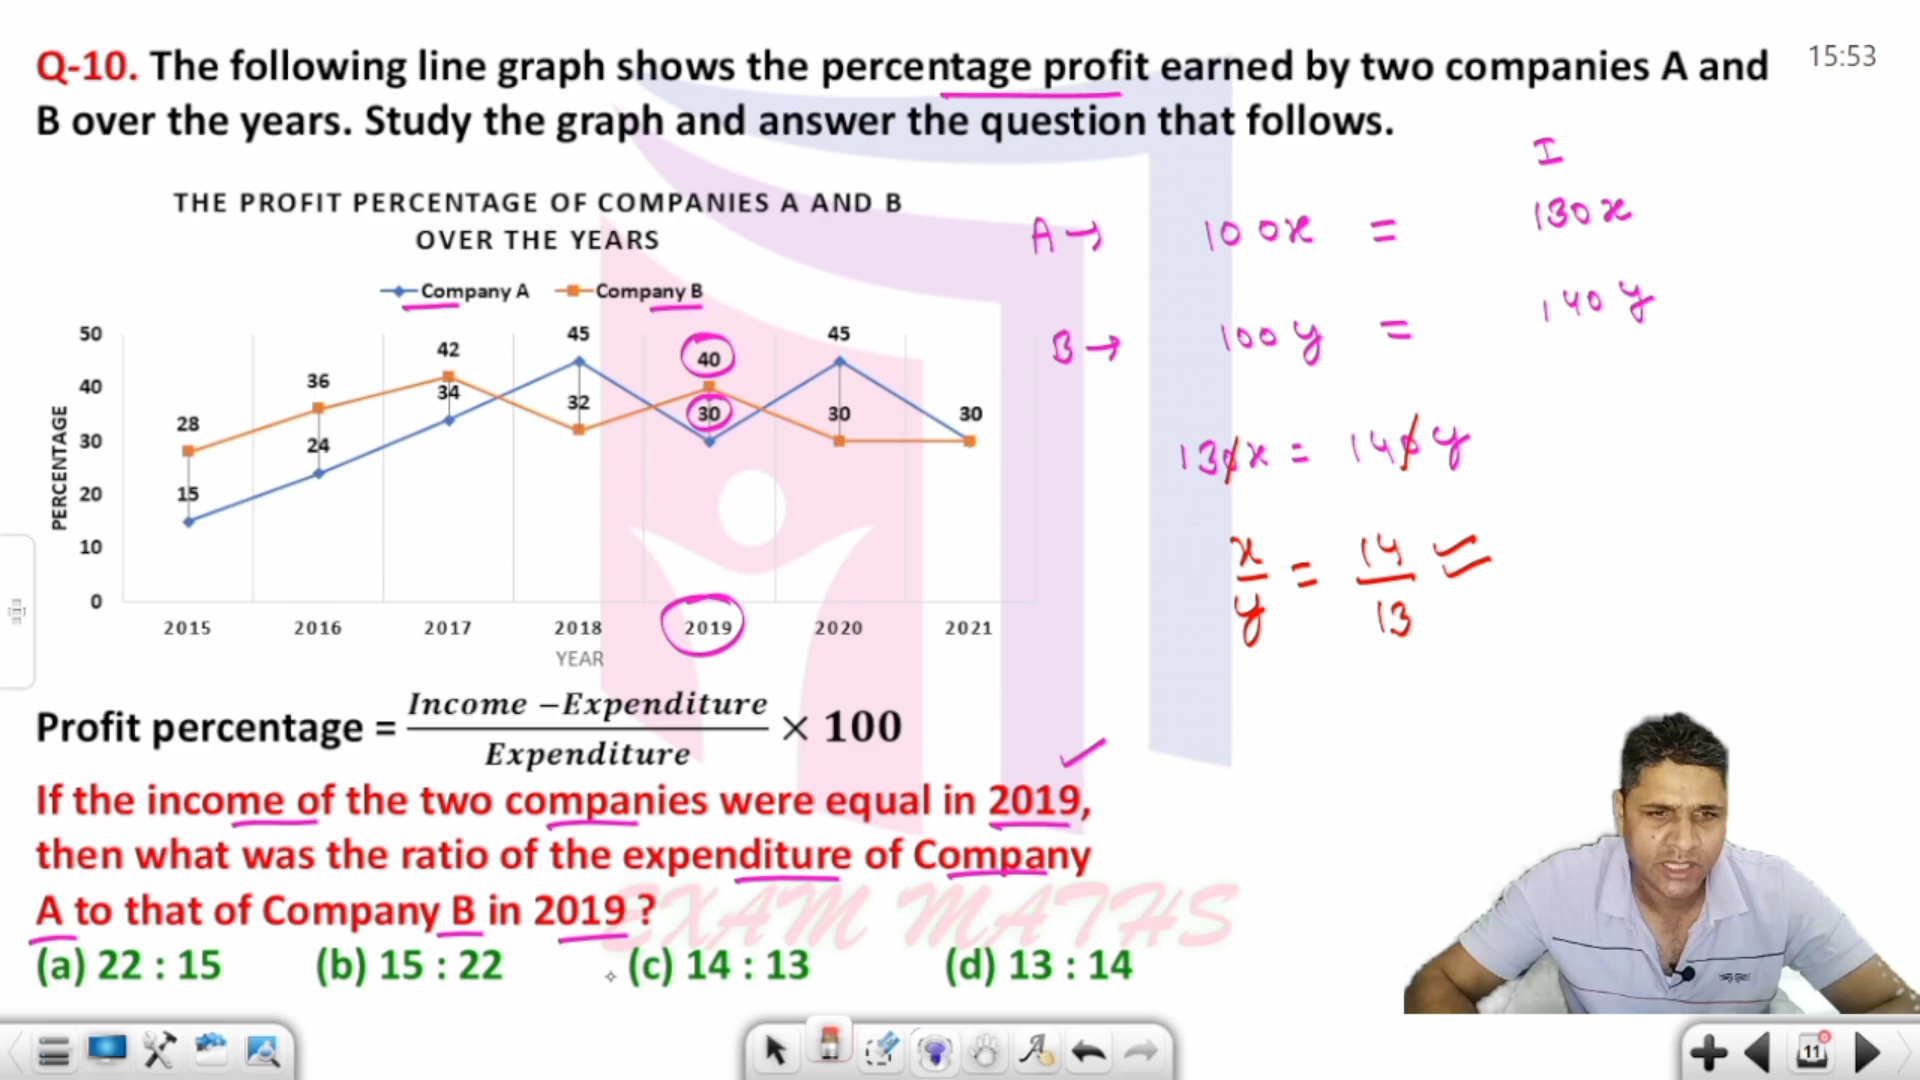 Q-10. The following line graph shows the percentage profit earned by two companies A and
15:53
B over the years. Study the graph and answer the question that follows.
THE PROFIT PERCENTAGE OF COMPANIES A AND B
OVER THE YEARS
Company A Company B
I
A → 100x = 130x
B → 100y = 140y
130x = 140y
x/y = 14/13
PERCENTAGE
50
40
30
20
10
0
28 36 42 32 40 30 30
15 24 34 45 30 45
2015 2016 2017 2018 2019 2020 2021
YEAR
Profit percentage = Income −Expenditure / Expenditure × 100
If the income of the two companies were equal in 2019,
then what was the ratio of the expenditure of Company
A to that of Company B in 2019 ?
EXAM MATHS
(a) 22 : 15 (b) 15 : 22 (c) 14 : 13 (d) 13 : 14
11
0